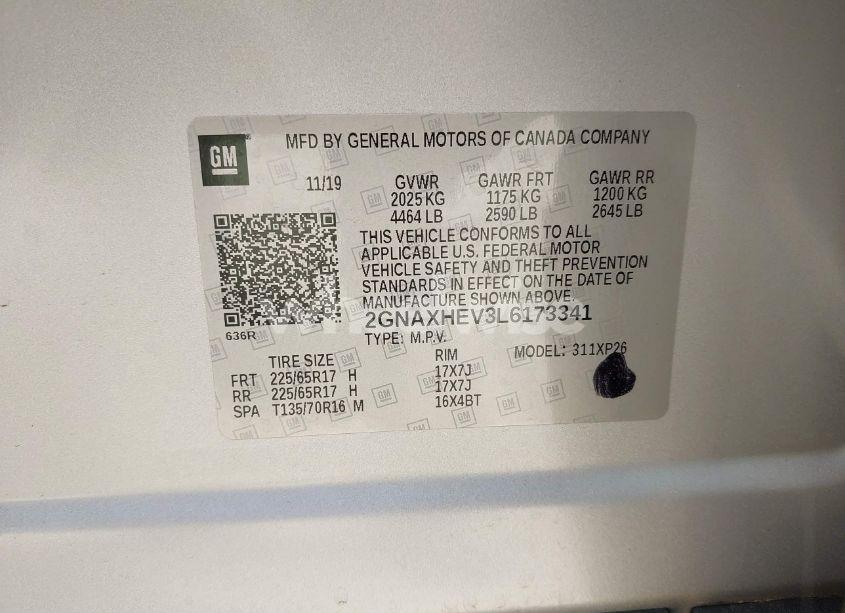 GM
MFD BY GENERAL MOTORS OF CANADA COMPANY
11/19 GVWR GAWR FRT GAWR RR
2025 KG 1175 KG 1200 KG
4464 LB 2590 LB 2645 LB
THIS VEHICLE CONFORMS TO ALL
APPLICABLE U.S. FEDERAL MOTOR
VEHICLE SAFETY AND THEFT PREVENTION
STANDARDS IN EFFECT ON THE DATE OF
MANUFACTURE SHOWN ABOVE.
2GNAXHEV3L6173341
636R
TYPE: M.P.V. MODEL: 311XP26
TIRE SIZE RIM
FRT 225/65R17 H 17X7J
RR 225/65R17 H 17X7J
SPA T135/70R16 M 16X4BT